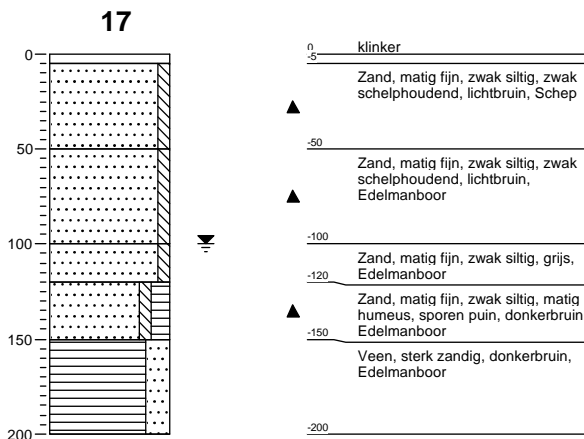 17
0
50
100
150
200
0
klinker
-5
Zand, matig fijn, zwak siltig, zwak
schelphoudend, lichtbruin, Schep
-50
Zand, matig fijn, zwak siltig, zwak
schelphoudend, lichtbruin,
Edelmanboor
-100
Zand, matig fijn, zwak siltig, grijs,
Edelmanboor
-120
Zand, matig fijn, zwak siltig, matig
humeus, sporen puin, donkerbruin
Edelmanboor
-150
Veen, sterk zandig, donkerbruin,
Edelmanboor
-200